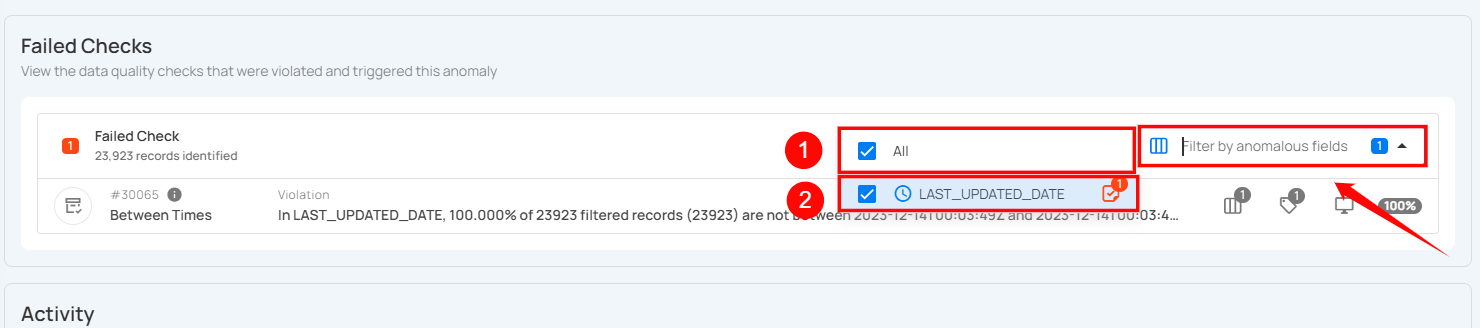 Failed Checks
View the data quality checks that were violated and triggered this anomaly
1 Failed Check
23,923 records identified
1 All
Filter by anomalous fields 1
2 LAST_UPDATED_DATE 1
#30065 Violation
Between Times In LAST_UPDATED_DATE, 100.000% of 23923 filtered records (23923) are not between 2023-12-14T00:03:49Z and 2023-12-14T00:03:4...
1 1 100%
Activity